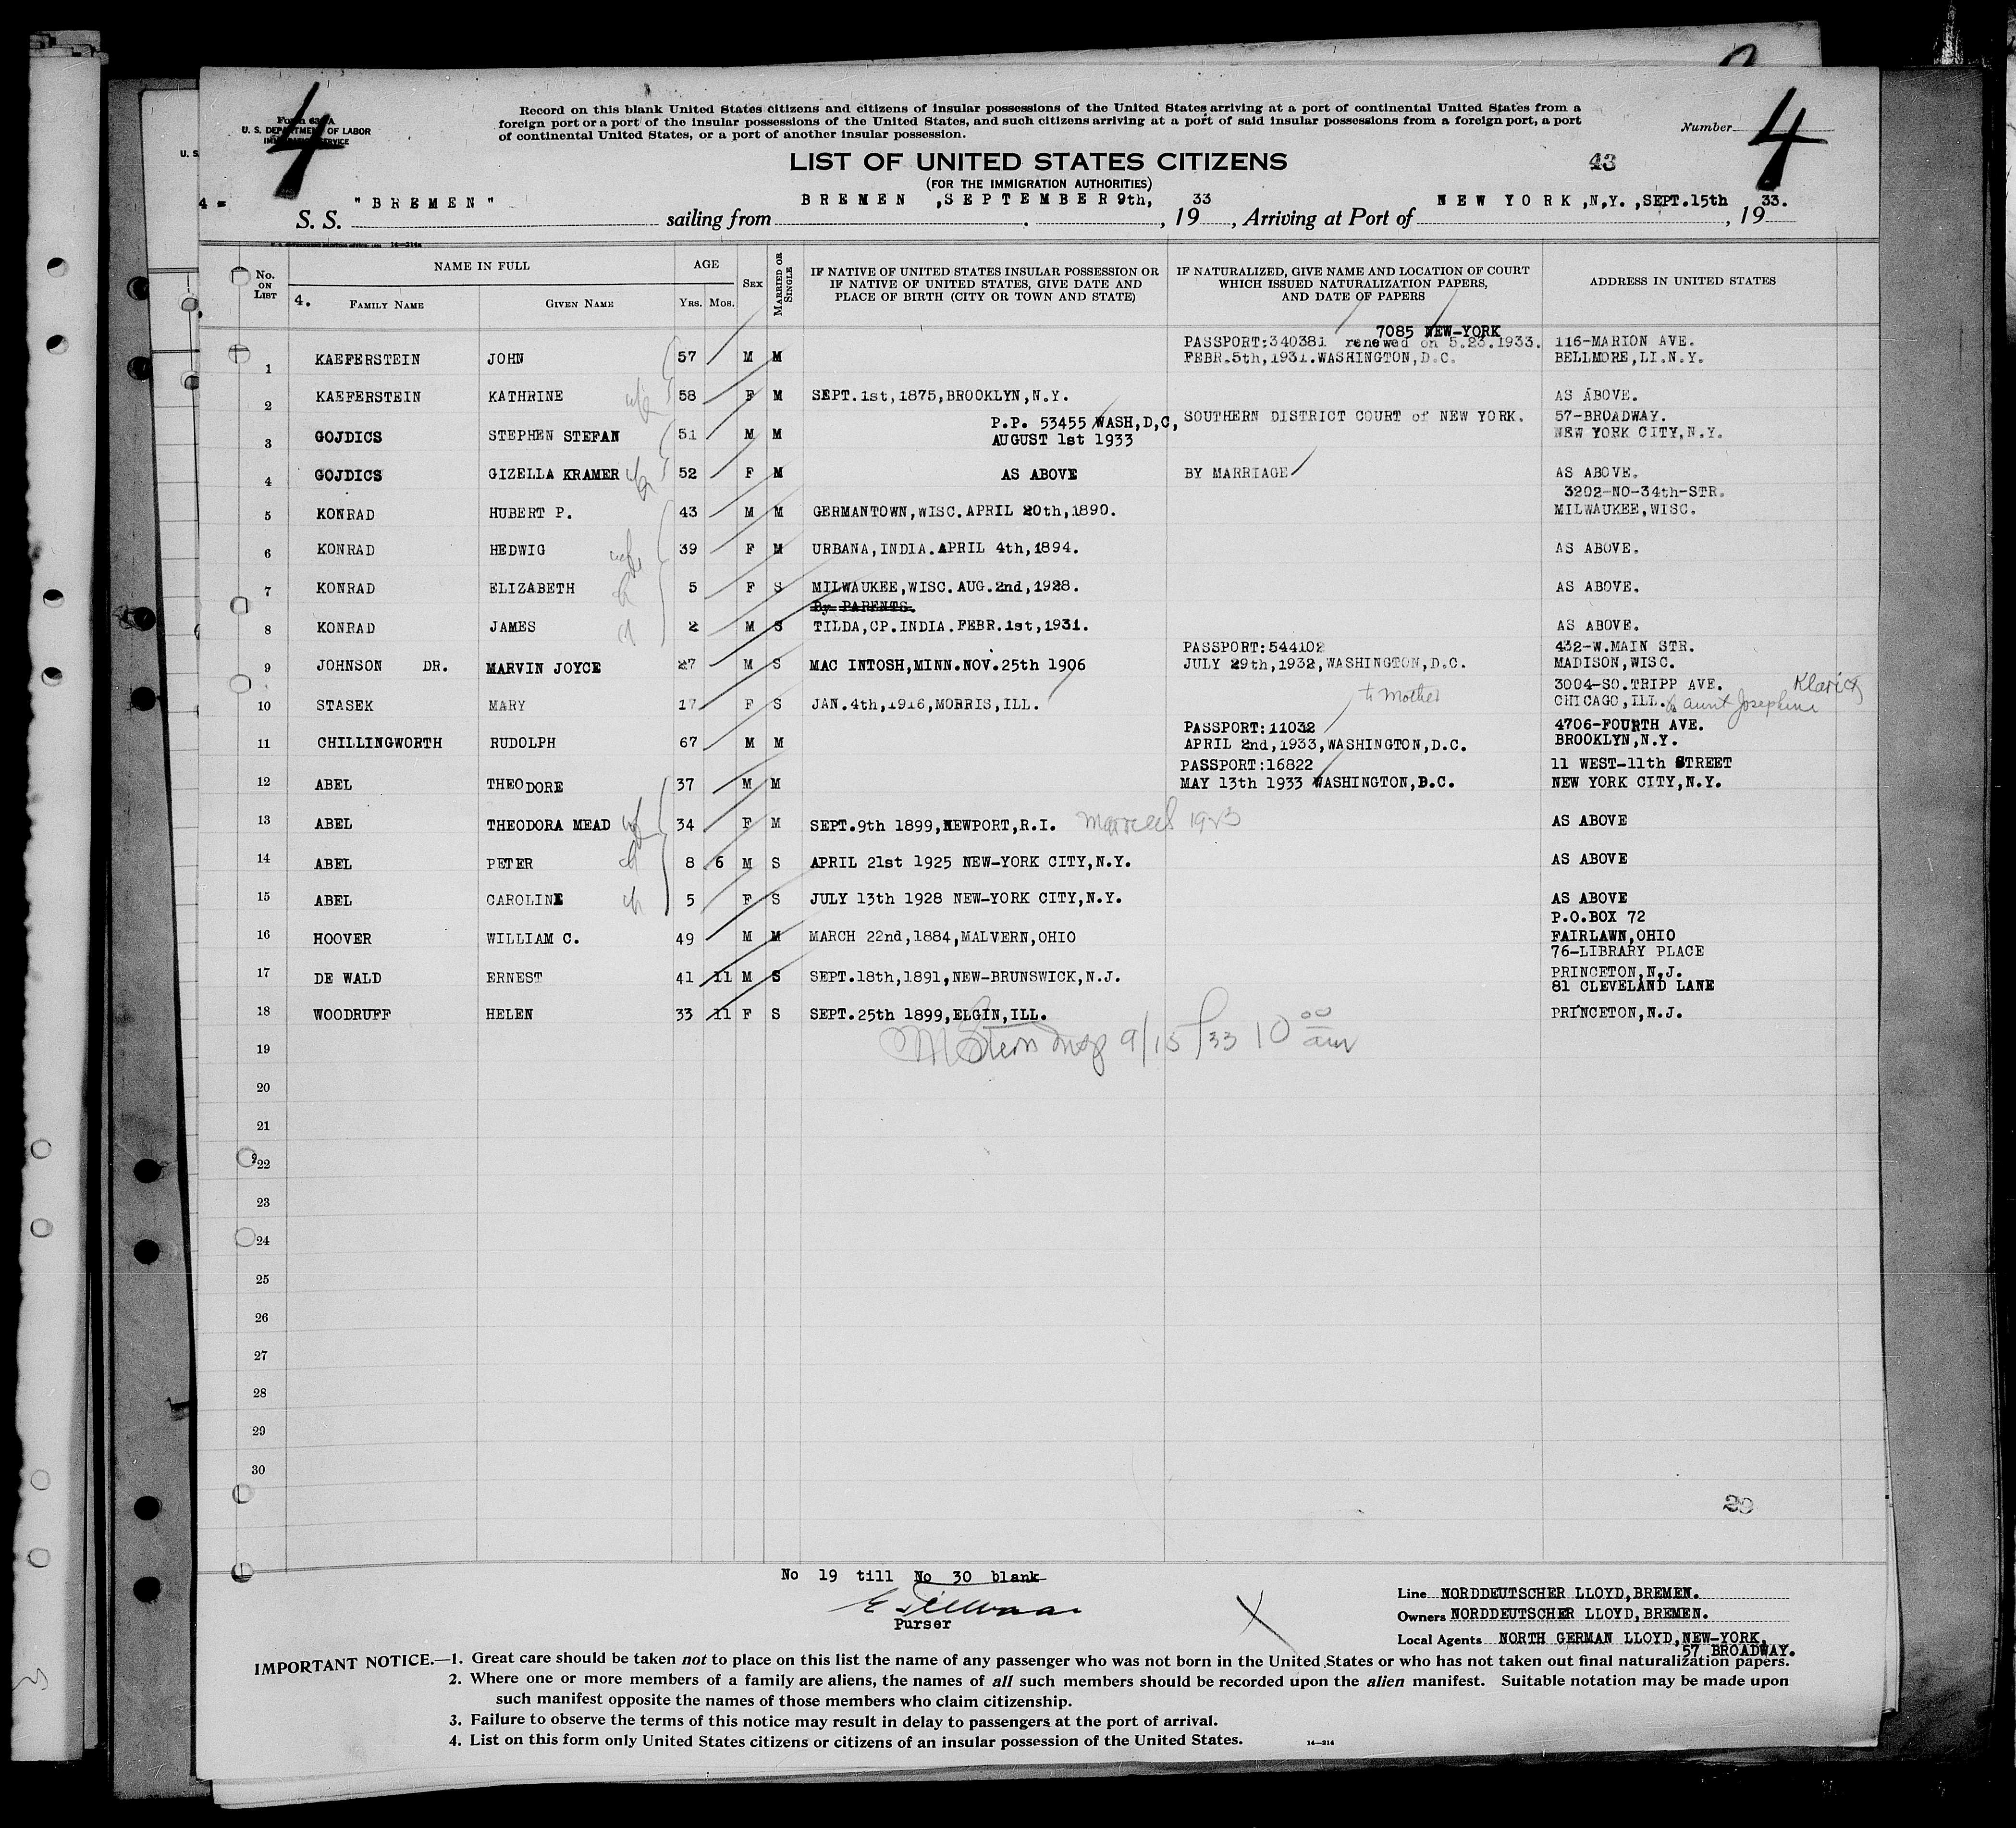 4
4
Form 630A
U. S. DEPARTMENT OF LABOR
IMMIGRATION SERVICE
Record on this blank United States citizens and citizens of insular possessions of the United States arriving at a port of continental United States from a
foreign port or a port of the insular possessions of the United States, and such citizens arriving at a port of said insular possessions from a foreign port, a port
of continental United States, or a port of another insular possession.
Number
LIST OF UNITED STATES CITIZENS
43
(FOR THE IMMIGRATION AUTHORITIES)
4 =
S. S. "BREMEN" sailing from BREMEN ,SEPTEMBER 9th, , 19 33 , Arriving at Port of NEW YORK ,N.Y. ,SEPT.15th , 19 33.
No. ON LIST
NAME IN FULL
AGE
SEX
MARRIED OR SINGLE
IF NATIVE OF UNITED STATES INSULAR POSSESSION OR
IF NATIVE OF UNITED STATES, GIVE DATE AND
PLACE OF BIRTH (CITY OR TOWN AND STATE)
IF NATURALIZED, GIVE NAME AND LOCATION OF COURT
WHICH ISSUED NATURALIZATION PAPERS,
AND DATE OF PAPERS
ADDRESS IN UNITED STATES
4. FAMILY NAME GIVEN NAME YRS. MOS.
7085 NEW-YORK
PASSPORT:340381 renewed on 5.23.1933. 116-MARION AVE.
1 KAEFERSTEIN JOHN 57 M M FEBR.5th,1931.WASHINGTON,D.C. BELLMORE,LI.N.Y.
2 KAEFERSTEIN KATHRINE wf 58 F M SEPT.1st,1875,BROOKLYN,N.Y. AS ABOVE.
P.P. 53455 WASH,D,C, SOUTHERN DISTRICT COURT of NEW YORK. 57-BROADWAY.
3 GOJDICS STEPHEN STEFAN 51 M M AUGUST 1st 1933 NEW YORK CITY,N.Y.
4 GOJDICS GIZELLA KRAMER wf 52 F M AS ABOVE BY MARRIAGE AS ABOVE.
3202-NO-34th-STR.
5 KONRAD HUBERT P. 43 M M GERMANTOWN,WISC.APRIL 20th,1890. MILWAUKEE,WISC.
6 KONRAD HEDWIG wf 39 F M URBANA,INDIA.APRIL 4th,1894. AS ABOVE.
7 KONRAD ELIZABETH 5 F S MILWAUKEE,WISC.AUG.2nd,1928. AS ABOVE.
By PARENTS.
8 KONRAD JAMES 2 M S TILDA,CP.INDIA.FEBR.1st,1931. AS ABOVE.
PASSPORT:544102 432-W.MAIN STR.
9 JOHNSON DR. MARVIN JOYCE 27 M S MAC INTOSH,MINN.NOV.25th 1906 JULY 29th,1932,WASHINGTON,D.C. MADISON,WISC.
to mother 3004-SO.TRIPP AVE. Klarich
10 STASEK MARY 17 F S JAN.4th,1916,MORRIS,ILL. CHICAGO,ILL. aunt Josephine
PASSPORT:11032 4706-FOURTH AVE.
11 CHILLINGWORTH RUDOLPH 67 M M APRIL 2nd,1933,WASHINGTON,D.C. BROOKLYN,N.Y.
PASSPORT:16822 11 WEST-11th STREET
12 ABEL THEODORE 37 M M MAY 13th 1933 WASHINGTON,D.C. NEW YORK CITY,N.Y.
13 ABEL THEODORA MEAD wf 34 F M SEPT.9th 1899,NEWPORT,R.I. married 1923 AS ABOVE
14 ABEL PETER ch 8 6 M S APRIL 21st 1925 NEW-YORK CITY,N.Y. AS ABOVE
15 ABEL CAROLINE ch 5 F S JULY 13th 1928 NEW-YORK CITY,N.Y. AS ABOVE
P.O.BOX 72
16 HOOVER WILLIAM C. 49 M M MARCH 22nd,1884,MALVERN,OHIO FAIRLAWN,OHIO
76-LIBRARY PLACE
17 DE WALD ERNEST 41 11 M S SEPT.18th,1891,NEW-BRUNSWICK,N.J. PRINCETON,N.J.
81 CLEVELAND LANE
18 WOODRUFF HELEN 33 11 F S SEPT.25th 1899,ELGIN,ILL. PRINCETON,N.J.
19 9/15/33 10 00 am
20
21
22
23
24
25
26
27
28
29
30
No 19 till No 30 blank
Purser
Line NORDDEUTSCHER LLOYD,BREMEN.
Owners NORDDEUTSCHER LLOYD,BREMEN.
Local Agents NORTH GERMAN LLOYD,NEW-YORK,
57 BROADWAY.
IMPORTANT NOTICE.—1. Great care should be taken not to place on this list the name of any passenger who was not born in the United States or who has not taken out final naturalization papers.
2. Where one or more members of a family are aliens, the names of all such members should be recorded upon the alien manifest. Suitable notation may be made upon
such manifest opposite the names of those members who claim citizenship.
3. Failure to observe the terms of this notice may result in delay to passengers at the port of arrival.
4. List on this form only United States citizens or citizens of an insular possession of the United States.
14—214